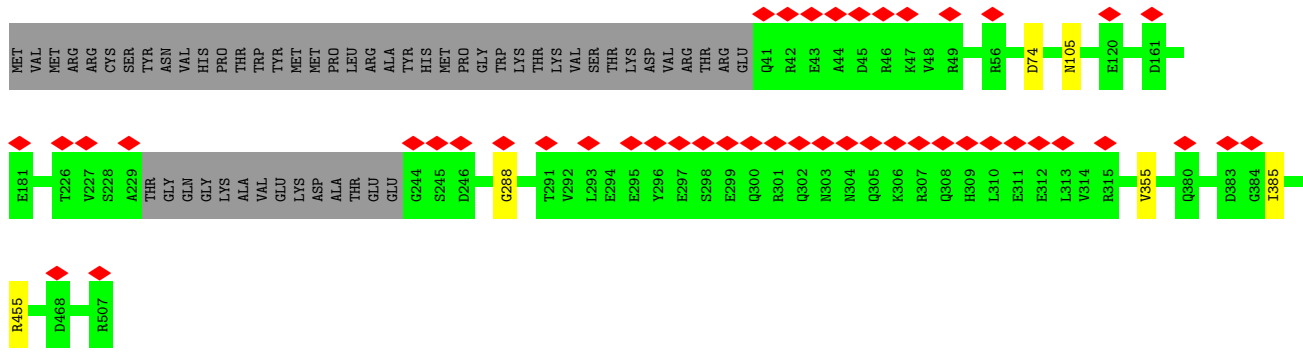 MET VAL MET ARG ARG CYS SER TYR ASN VAL HIS PRO THR TRP TYR MET MET PRO LEU ARG ALA TYR HIS MET PRO GLY TRP LYS THR LYS VAL SER THR LYS ASP VAL ARG THR ARG GLU Q41 R42 E43 A44 D45 R46 K47 V48 R49 R56 D74 N105 E120 D161
E181 T226 V227 S228 A229 THR GLY GLN GLY LYS ALA VAL GLU LYS ASP ALA THR GLU GLU G244 S245 D246 G288 T291 V292 L293 E294 E295 Y296 E297 S298 E299 Q300 R301 Q302 N303 N304 Q305 K306 R307 Q308 H309 L310 E311 E312 L313 V314 R315 V355 Q380 D383 G384 I385
R455 D468 R507